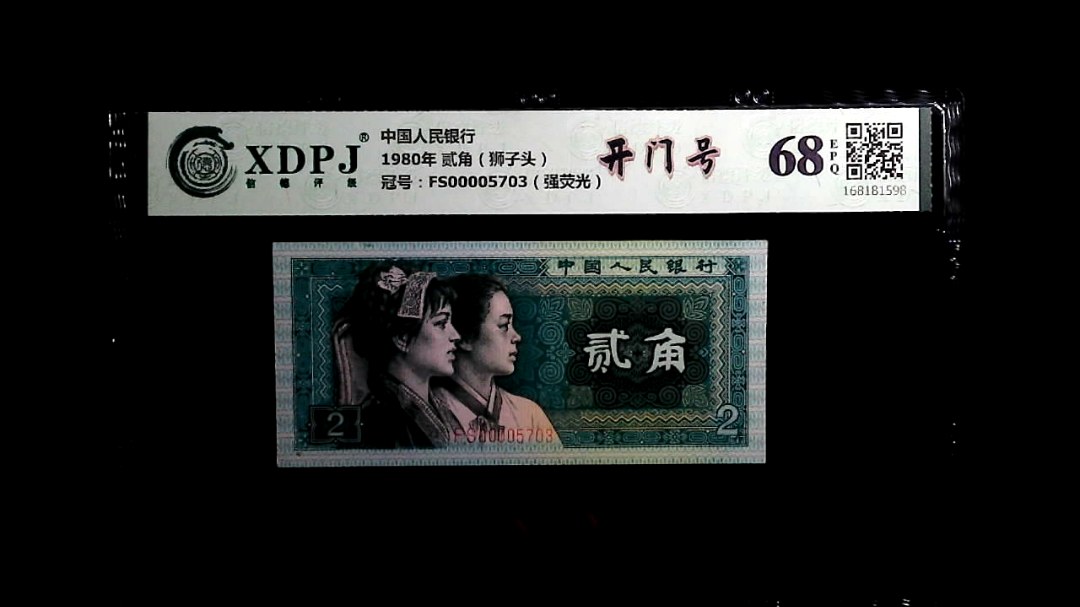 XDPJ®
信德评级
中国人民银行
1980年 贰角（狮子头）
冠号：FS00005703（强荧光）
开门号
68
EPQ
168181598
中国人民银行
贰角
2
2
FS00005703